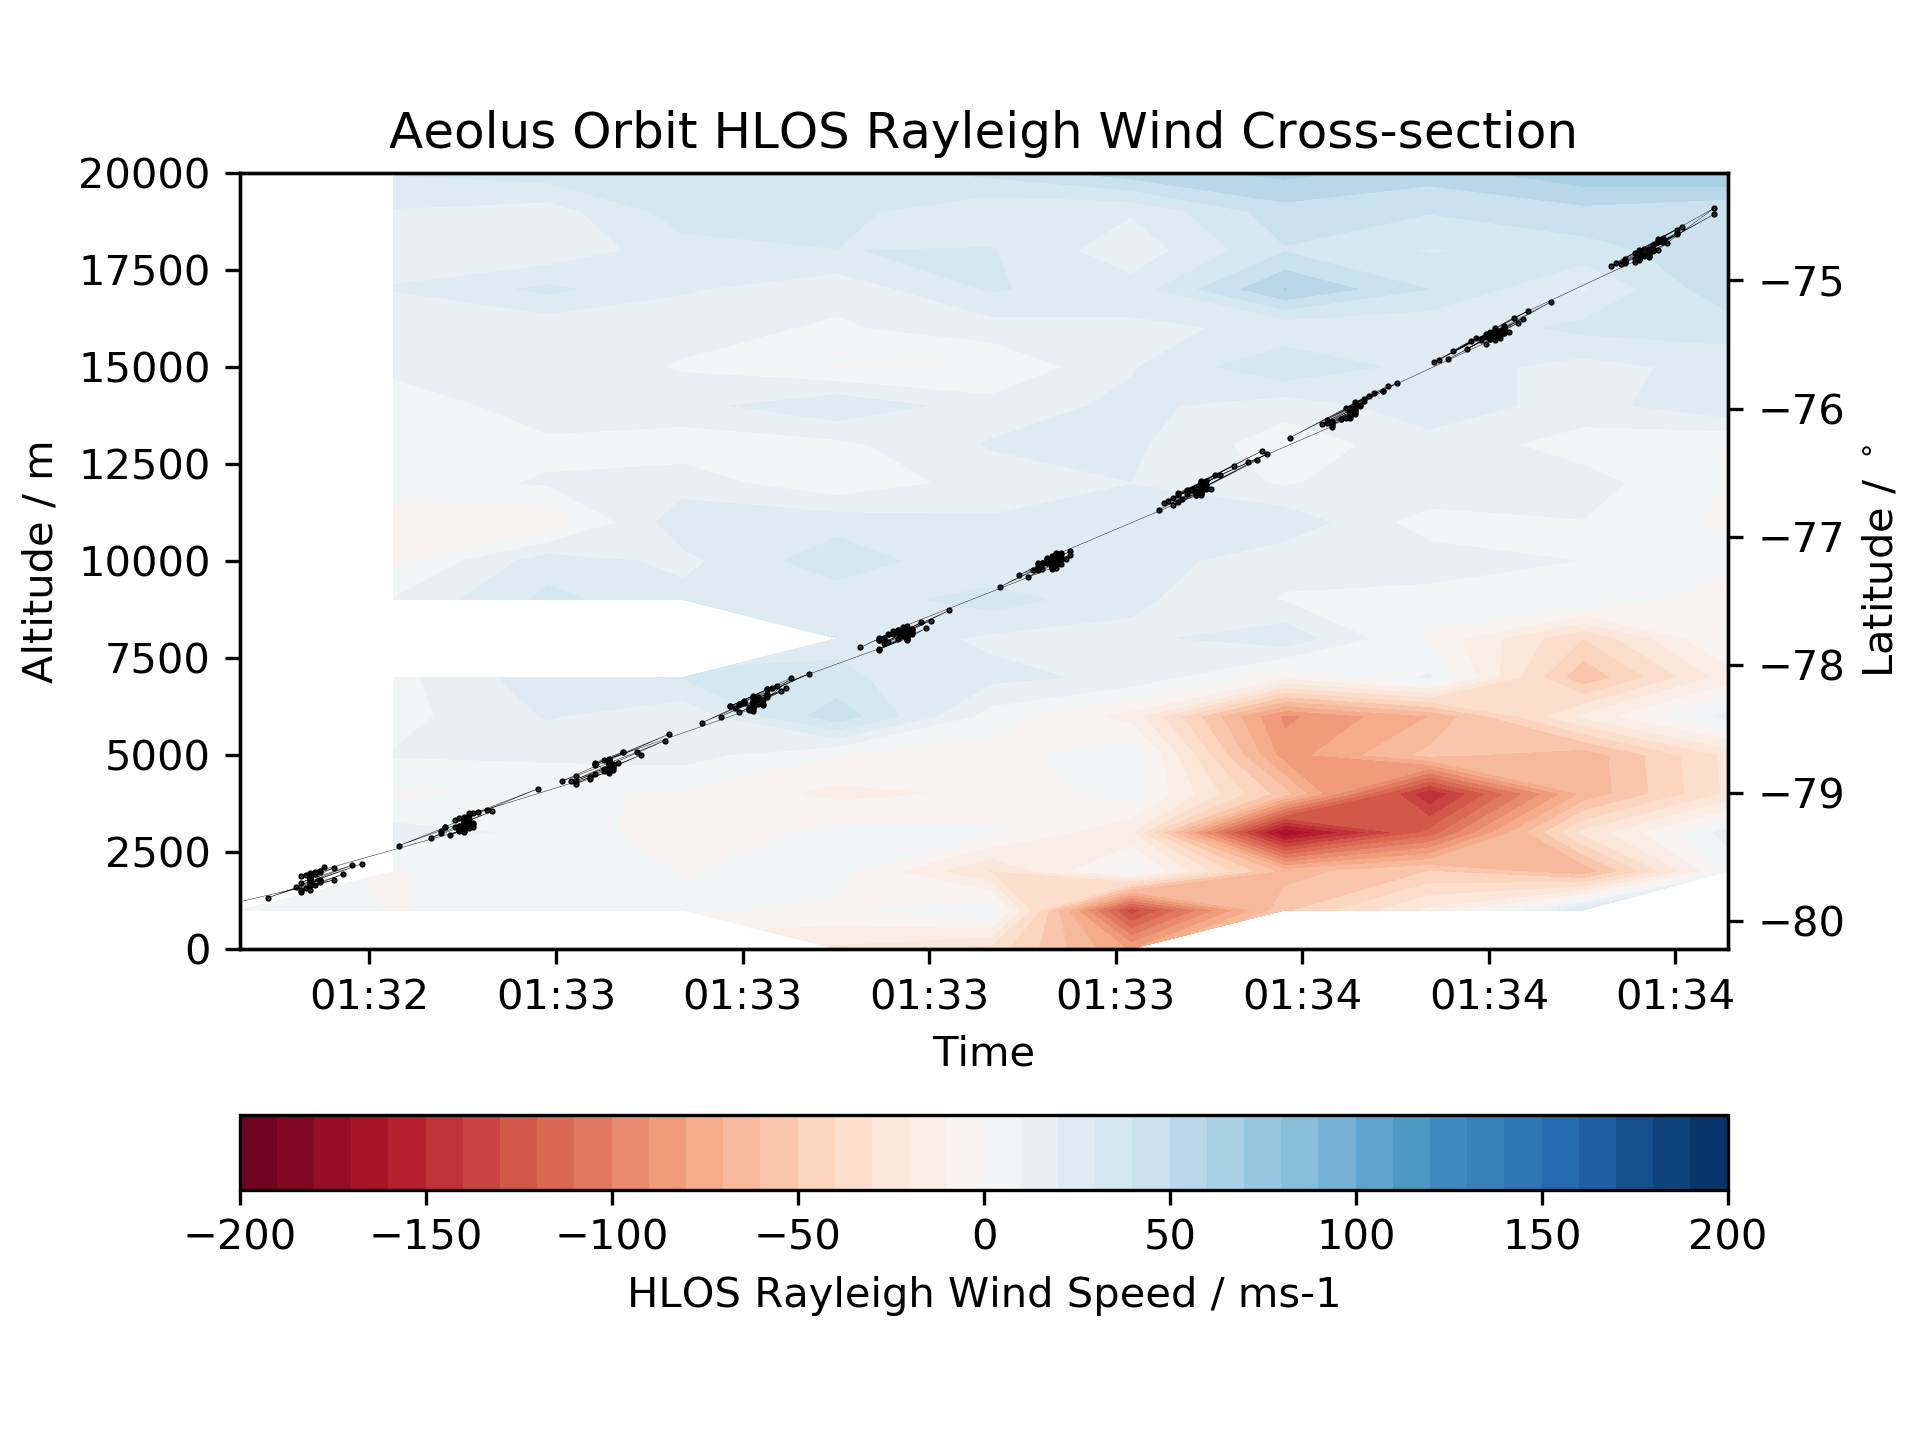 Aeolus Orbit HLOS Rayleigh Wind Cross-section
20000
17500
15000
12500
10000
7500
5000
2500
0
Altitude / m
−75
−76
−77
−78
−79
−80
Latitude / °
01:32 01:33 01:33 01:33 01:33 01:34 01:34 01:34
Time
−200 −150 −100 −50 0 50 100 150 200
HLOS Rayleigh Wind Speed / ms-1